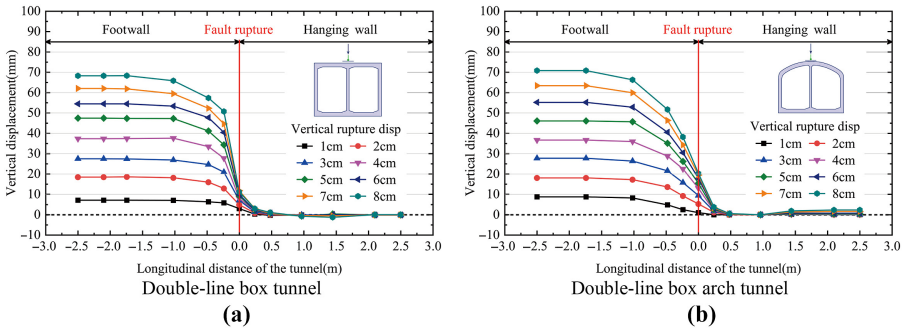 100
90
80
70
60
50
40
30
20
10
0
−10
Vertical displacement(mm)
Footwall
Fault rupture
Hanging wall
Vertical rupture disp
1cm 2cm
3cm 4cm
5cm 6cm
7cm 8cm
−3.0 −2.5 −2.0 −1.5 −1.0 −0.5 0.0 0.5 1.0 1.5 2.0 2.5 3.0
Longitudinal distance of the tunnel(m)
Double-line box tunnel
(a)
100
90
80
70
60
50
40
30
20
10
0
−10
Vertical displacement(mm)
Footwall
Fault rupture
Hanging wall
Vertical rupture disp
1cm 2cm
3cm 4cm
5cm 6cm
7cm 8cm
−3.0 −2.5 −2.0 −1.5 −1.0 −0.5 0.0 0.5 1.0 1.5 2.0 2.5 3.0
Longitudinal distance of the tunnel(m)
Double-line box arch tunnel
(b)